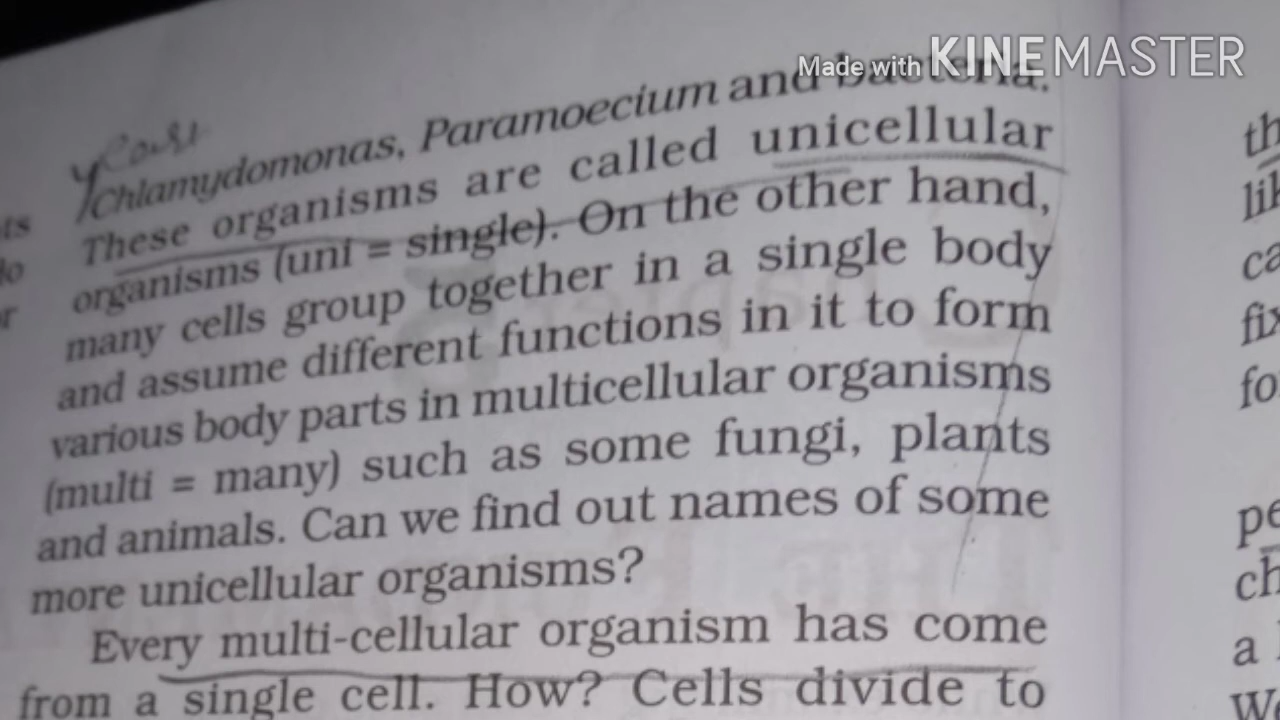 Made with KINEMASTER
Chlamydomonas, Paramoecium and bacteria.
These organisms are called unicellular
organisms (uni = single). On the other hand,
many cells group together in a single body
and assume different functions in it to form
various body parts in multicellular organisms
(multi = many) such as some fungi, plants
and animals. Can we find out names of some
more unicellular organisms?
Every multi-cellular organism has come
from a single cell. How? Cells divide to